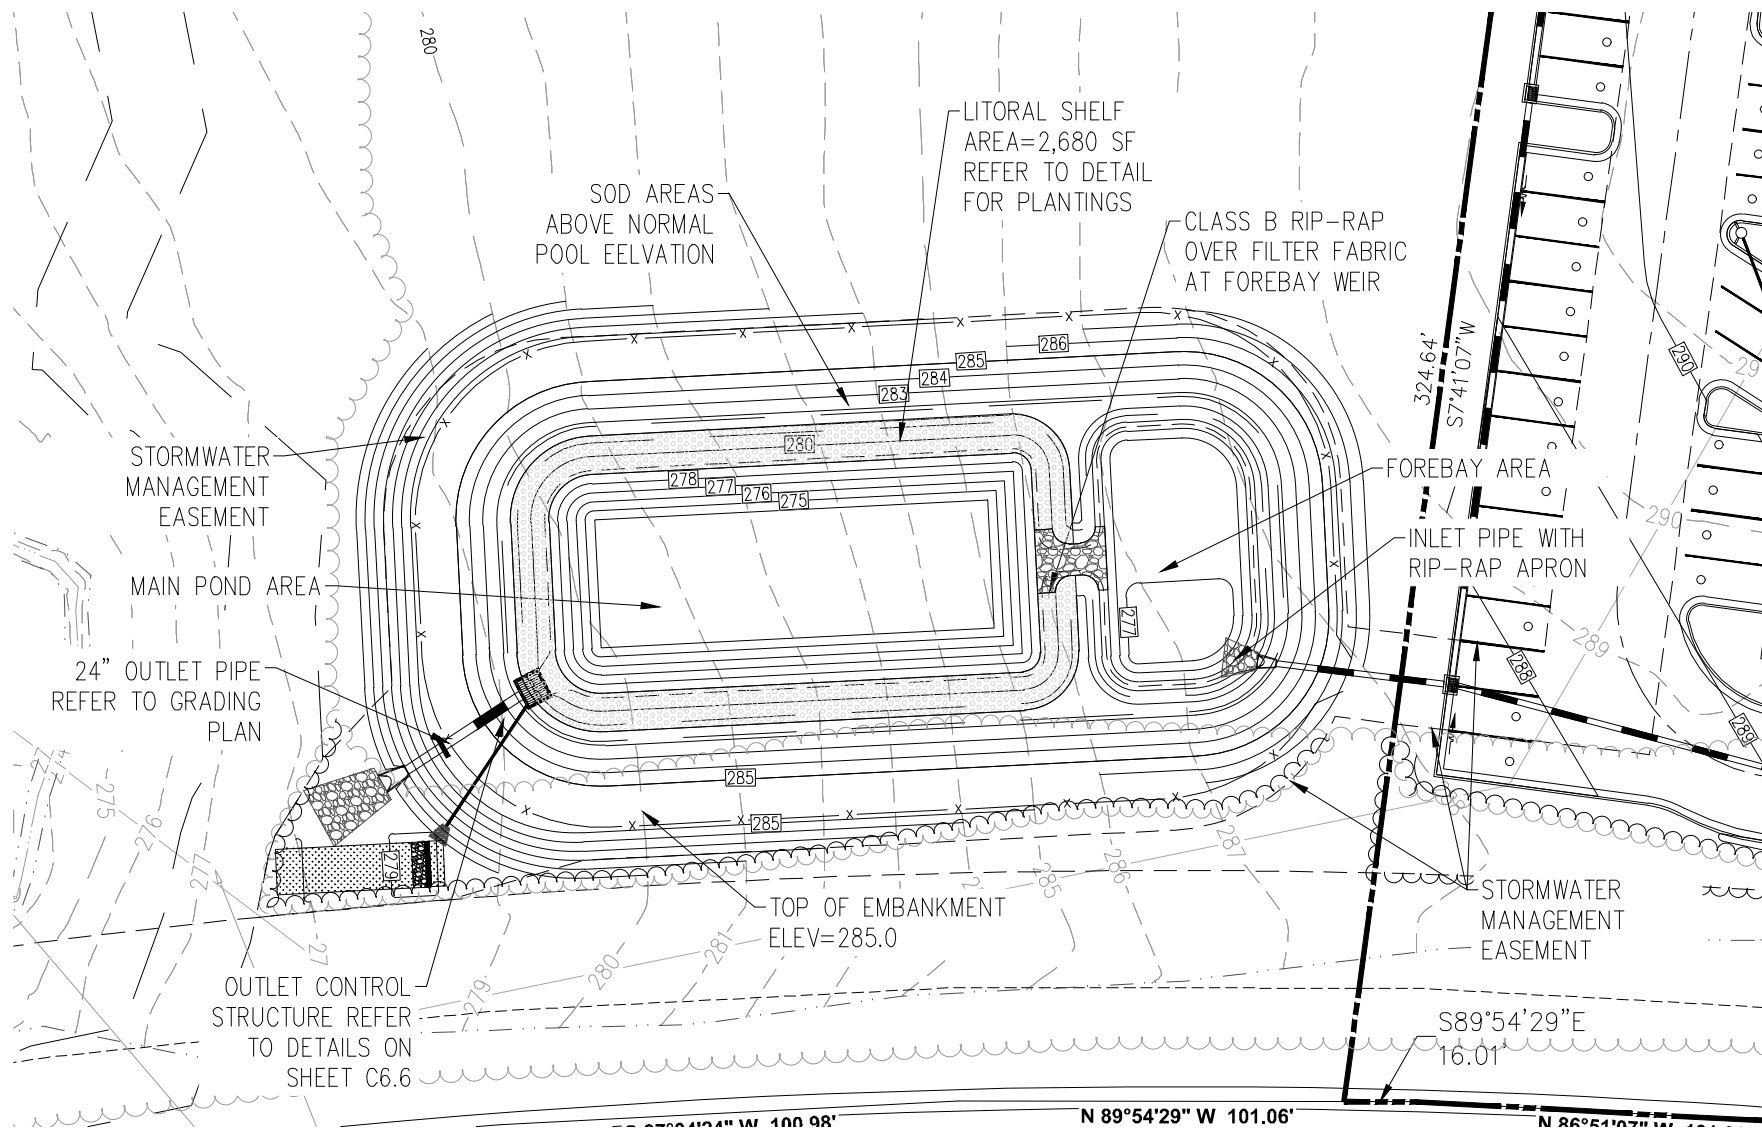 280
LITORAL SHELF
AREA=2,680 SF
REFER TO DETAIL
FOR PLANTINGS
SOD AREAS
ABOVE NORMAL
POOL EELVATION
CLASS B RIP-RAP
OVER FILTER FABRIC
AT FOREBAY WEIR
324.64'
S7°41'07"W
290
286
285
284
283
280
278
277
276
275
STORMWATER
MANAGEMENT
EASEMENT
FOREBAY AREA
290
INLET PIPE WITH
RIP-RAP APRON
MAIN POND AREA
277
289
288
289
24" OUTLET PIPE
REFER TO GRADING
PLAN
285
285
275
276
277
279
287
286
285
TOP OF EMBANKMENT
ELEV=285.0
281
280
279
STORMWATER
MANAGEMENT
EASEMENT
OUTLET CONTROL
STRUCTURE REFER
TO DETAILS ON
SHEET C6.6
S89°54'29"E
16.01'
W 100.98'
N 89°54'29" W 101.06'
N 86°51'07" W